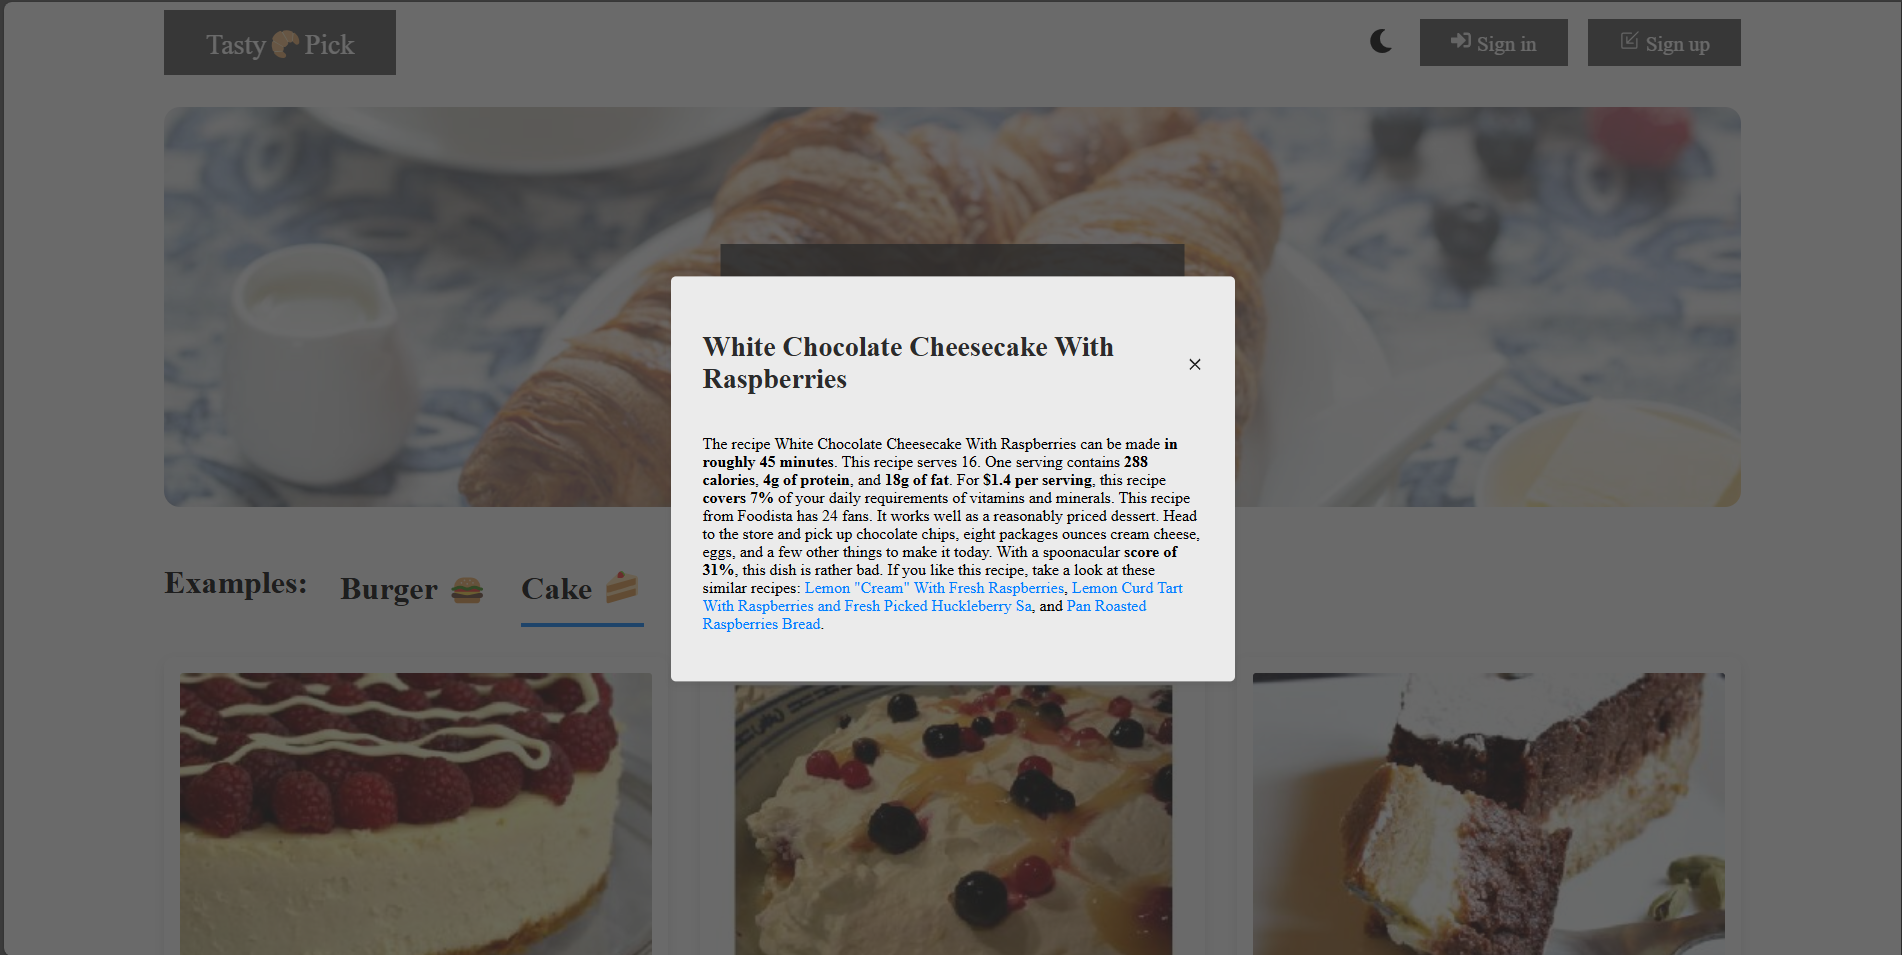 Tasty Pick
Sign in
Sign up
White Chocolate Cheesecake With
Raspberries
The recipe White Chocolate Cheesecake With Raspberries can be made in
roughly 45 minutes. This recipe serves 16. One serving contains 288
calories, 4g of protein, and 18g of fat. For $1.4 per serving, this recipe
covers 7% of your daily requirements of vitamins and minerals. This recipe
from Foodista has 24 fans. It works well as a reasonably priced dessert. Head
to the store and pick up chocolate chips, eight packages ounces cream cheese,
eggs, and a few other things to make it today. With a spoonacular score of
31%, this dish is rather bad. If you like this recipe, take a look at these
similar recipes: Lemon "Cream" With Fresh Raspberries, Lemon Curd Tart
With Raspberries and Fresh Picked Huckleberry Sa, and Pan Roasted
Raspberries Bread.
Examples:
Burger
Cake